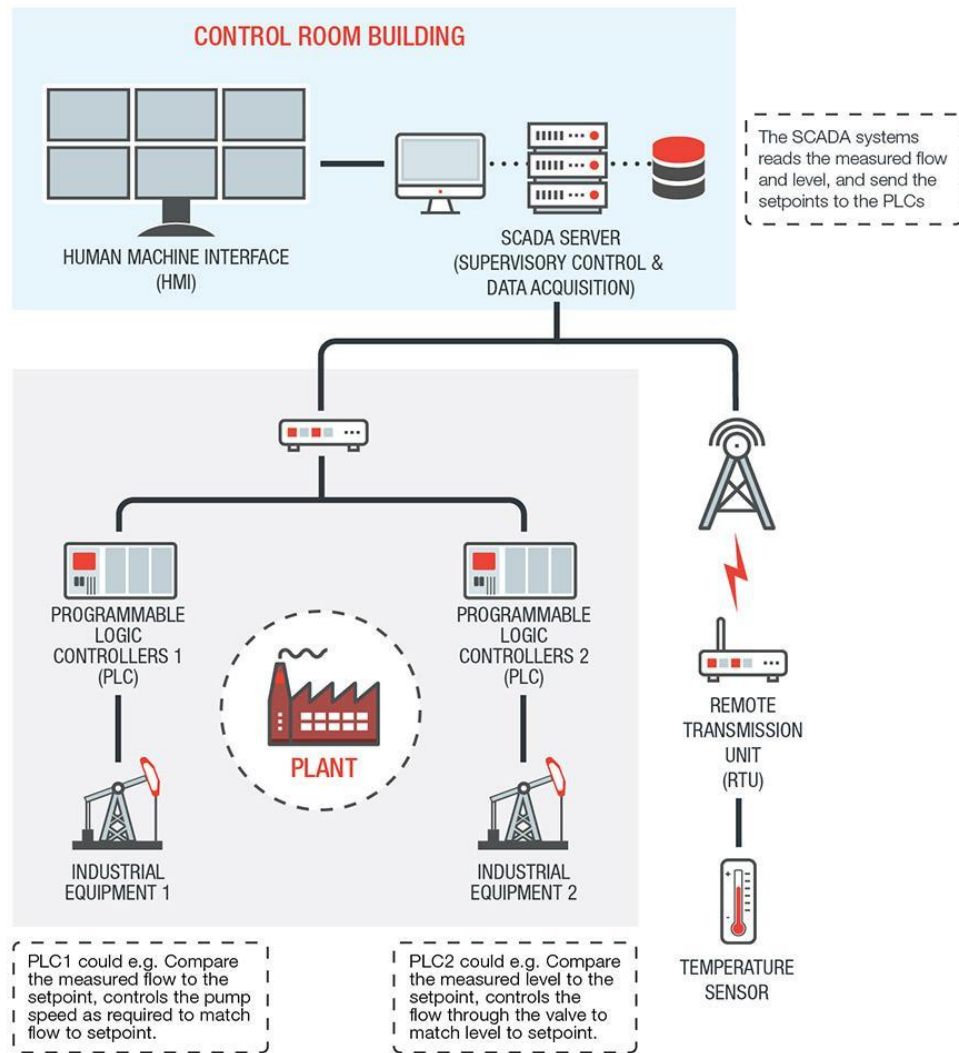 CONTROL ROOM BUILDING
HUMAN MACHINE INTERFACE
(HMI)
SCADA SERVER
(SUPERVISORY CONTROL &
DATA ACQUISITION)
The SCADA systems
reads the measured flow
and level, and send the
setpoints to the PLCs
PROGRAMMABLE
LOGIC
CONTROLLERS 1
(PLC)
PROGRAMMABLE
LOGIC
CONTROLLERS 2
(PLC)
PLANT
REMOTE
TRANSMISSION
UNIT
(RTU)
INDUSTRIAL
EQUIPMENT 1
INDUSTRIAL
EQUIPMENT 2
TEMPERATURE
SENSOR
PLC1 could e.g. Compare
the measured flow to the
setpoint, controls the pump
speed as required to match
flow to setpoint.
PLC2 could e.g. Compare
the measured level to the
setpoint, controls the
flow through the valve to
match level to setpoint.